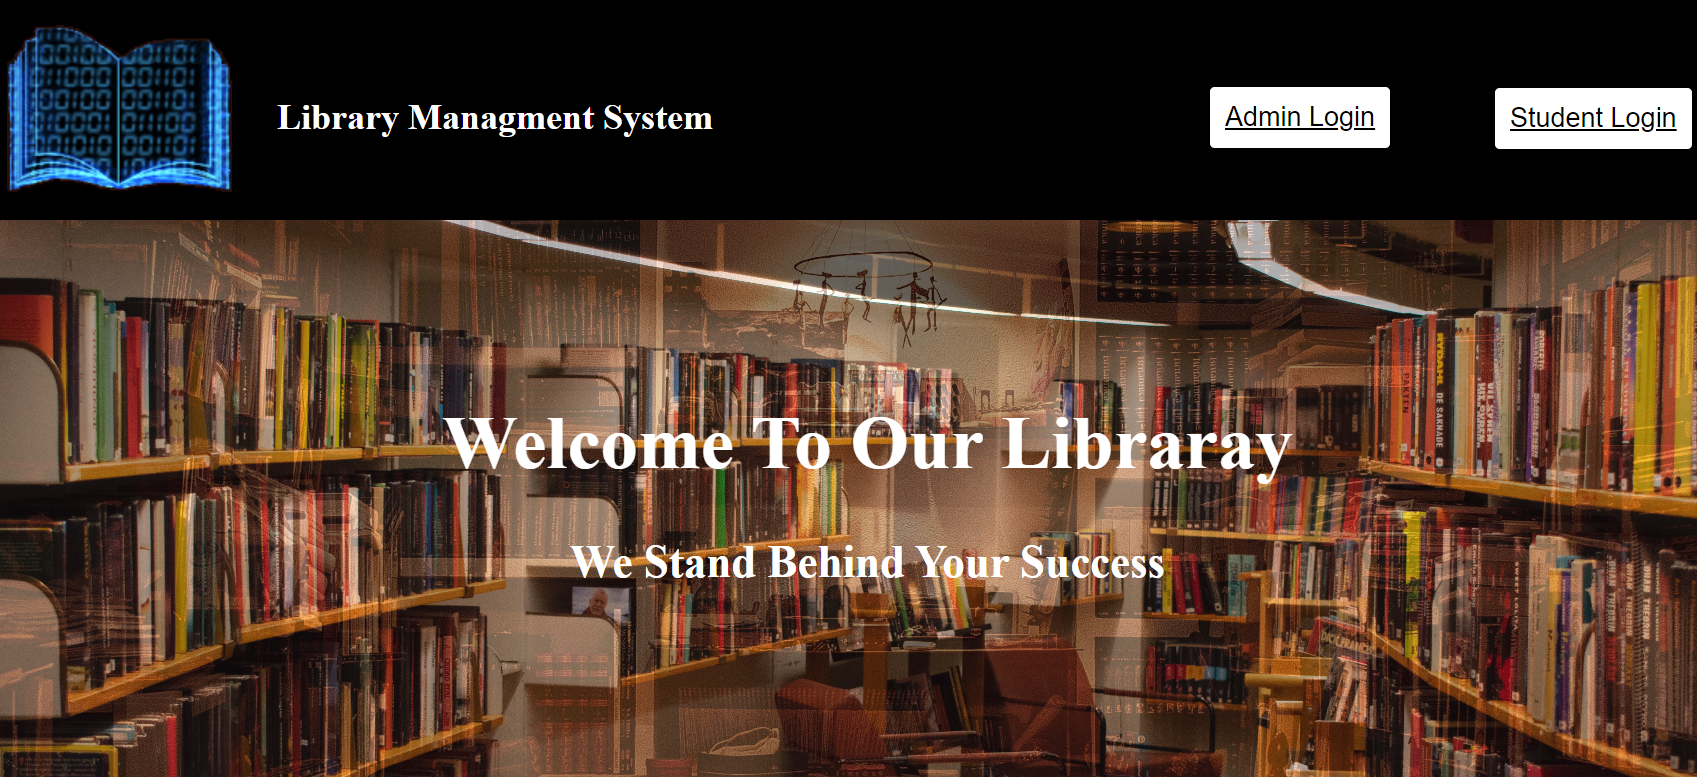 Library Managment System
Admin Login
Student Login
Welcome To Our Libraray
We Stand Behind Your Success